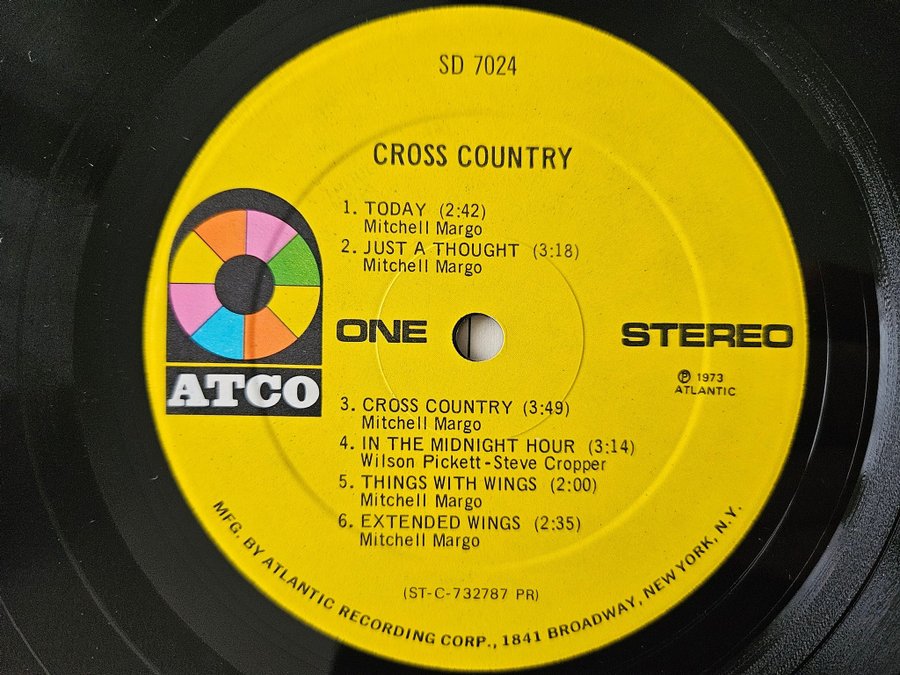 SD 7024
CROSS COUNTRY
1. TODAY (2:42)
Mitchell Margo
2. JUST A THOUGHT (3:18)
Mitchell Margo
ONE
STEREO
℗ 1973
ATLANTIC
ATCO
3. CROSS COUNTRY (3:49)
Mitchell Margo
4. IN THE MIDNIGHT HOUR (3:14)
Wilson Pickett-Steve Cropper
5. THINGS WITH WINGS (2:00)
Mitchell Margo
6. EXTENDED WINGS (2:35)
Mitchell Margo
(ST-C-732787 PR)
MFG. BY ATLANTIC RECORDING CORP., 1841 BROADWAY, NEW YORK, N.Y.